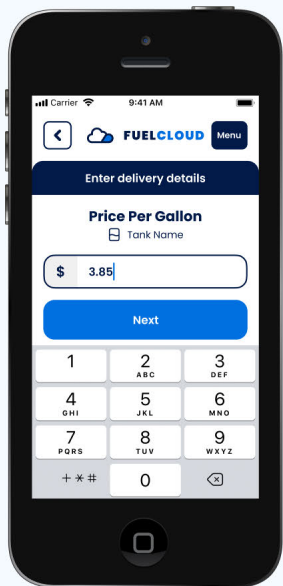 Carrier 9:41 AM
FUELCLOUD Menu
Enter delivery details
Price Per Gallon
Tank Name
$ 3.85
Next
1 2 3
ABC DEF
4 5 6
GHI JKL MNO
7 8 9
PQRS TUV WXYZ
+ * # 0